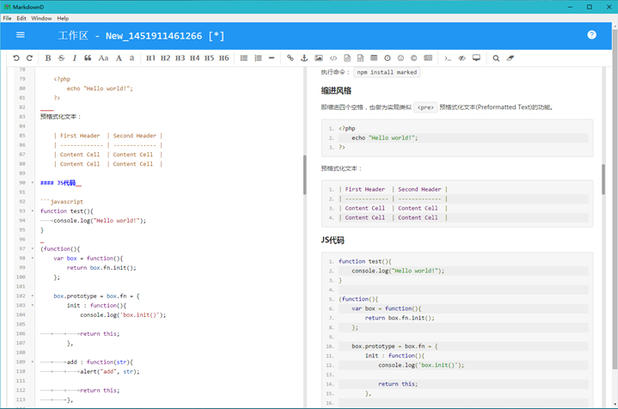 MarkdownD
File Edit Window Help
工作区 - New_1451911461266 [*]
B S I Aa A a H1 H2 H3 H4 H5 H6
78
79 <?php
80 echo "Hello world!";
81 ?>
82
83 预格式化文本：
84
85 | First Header | Second Header |
86 | ------------- | ------------- |
87 | Content Cell | Content Cell |
88 | Content Cell | Content Cell |
89
90 #### JS代码
91
92 ```javascript
93 function test(){
94 console.log("Hello world!");
95 }
96
97 (function(){
98 var box = function(){
99 return box.fn.init();
100 };
101
102 box.prototype = box.fn = {
103 init : function(){
104 console.log('box.init()');
105
106 return this;
107 },
108
109 add : function(str){
110 alert("add", str);
111
112 return this;
113 },
执行命令： npm install marked
缩进风格
即缩进四个空格，也做为实现类似 <pre> 预格式化文本(Preformatted Text)的功能。
1. <?php
2. echo "Hello world!";
3. ?>
预格式化文本：
1. | First Header | Second Header |
2. | ------------- | ------------- |
3. | Content Cell | Content Cell |
4. | Content Cell | Content Cell |
JS代码
1. function test(){
2. console.log("Hello world!");
3. }
4.
5. (function(){
6. var box = function(){
7. return box.fn.init();
8. };
9.
10. box.prototype = box.fn = {
11. init : function(){
12. console.log('box.init()');
13.
14. return this;
15. },
16.